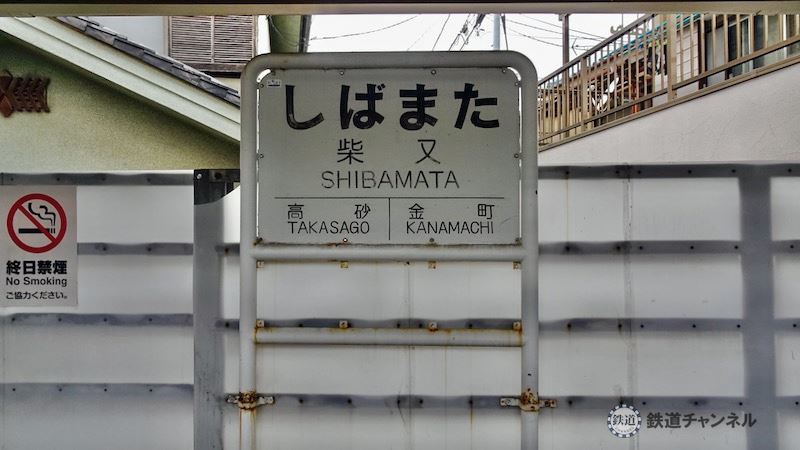 しばまた
柴又
SHIBAMATA
高砂 金町
TAKASAGO KANAMACHI
終日禁煙
No Smoking
ご協力ください。
鉄道 鉄道チャンネル